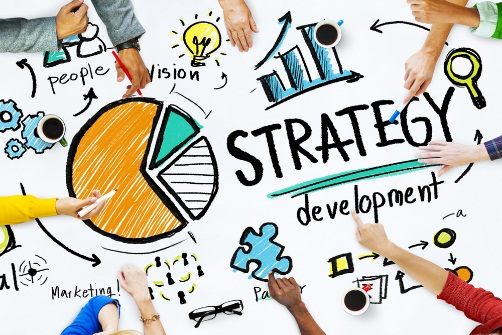 people
Vision
STRATEGY
development
Marketing!